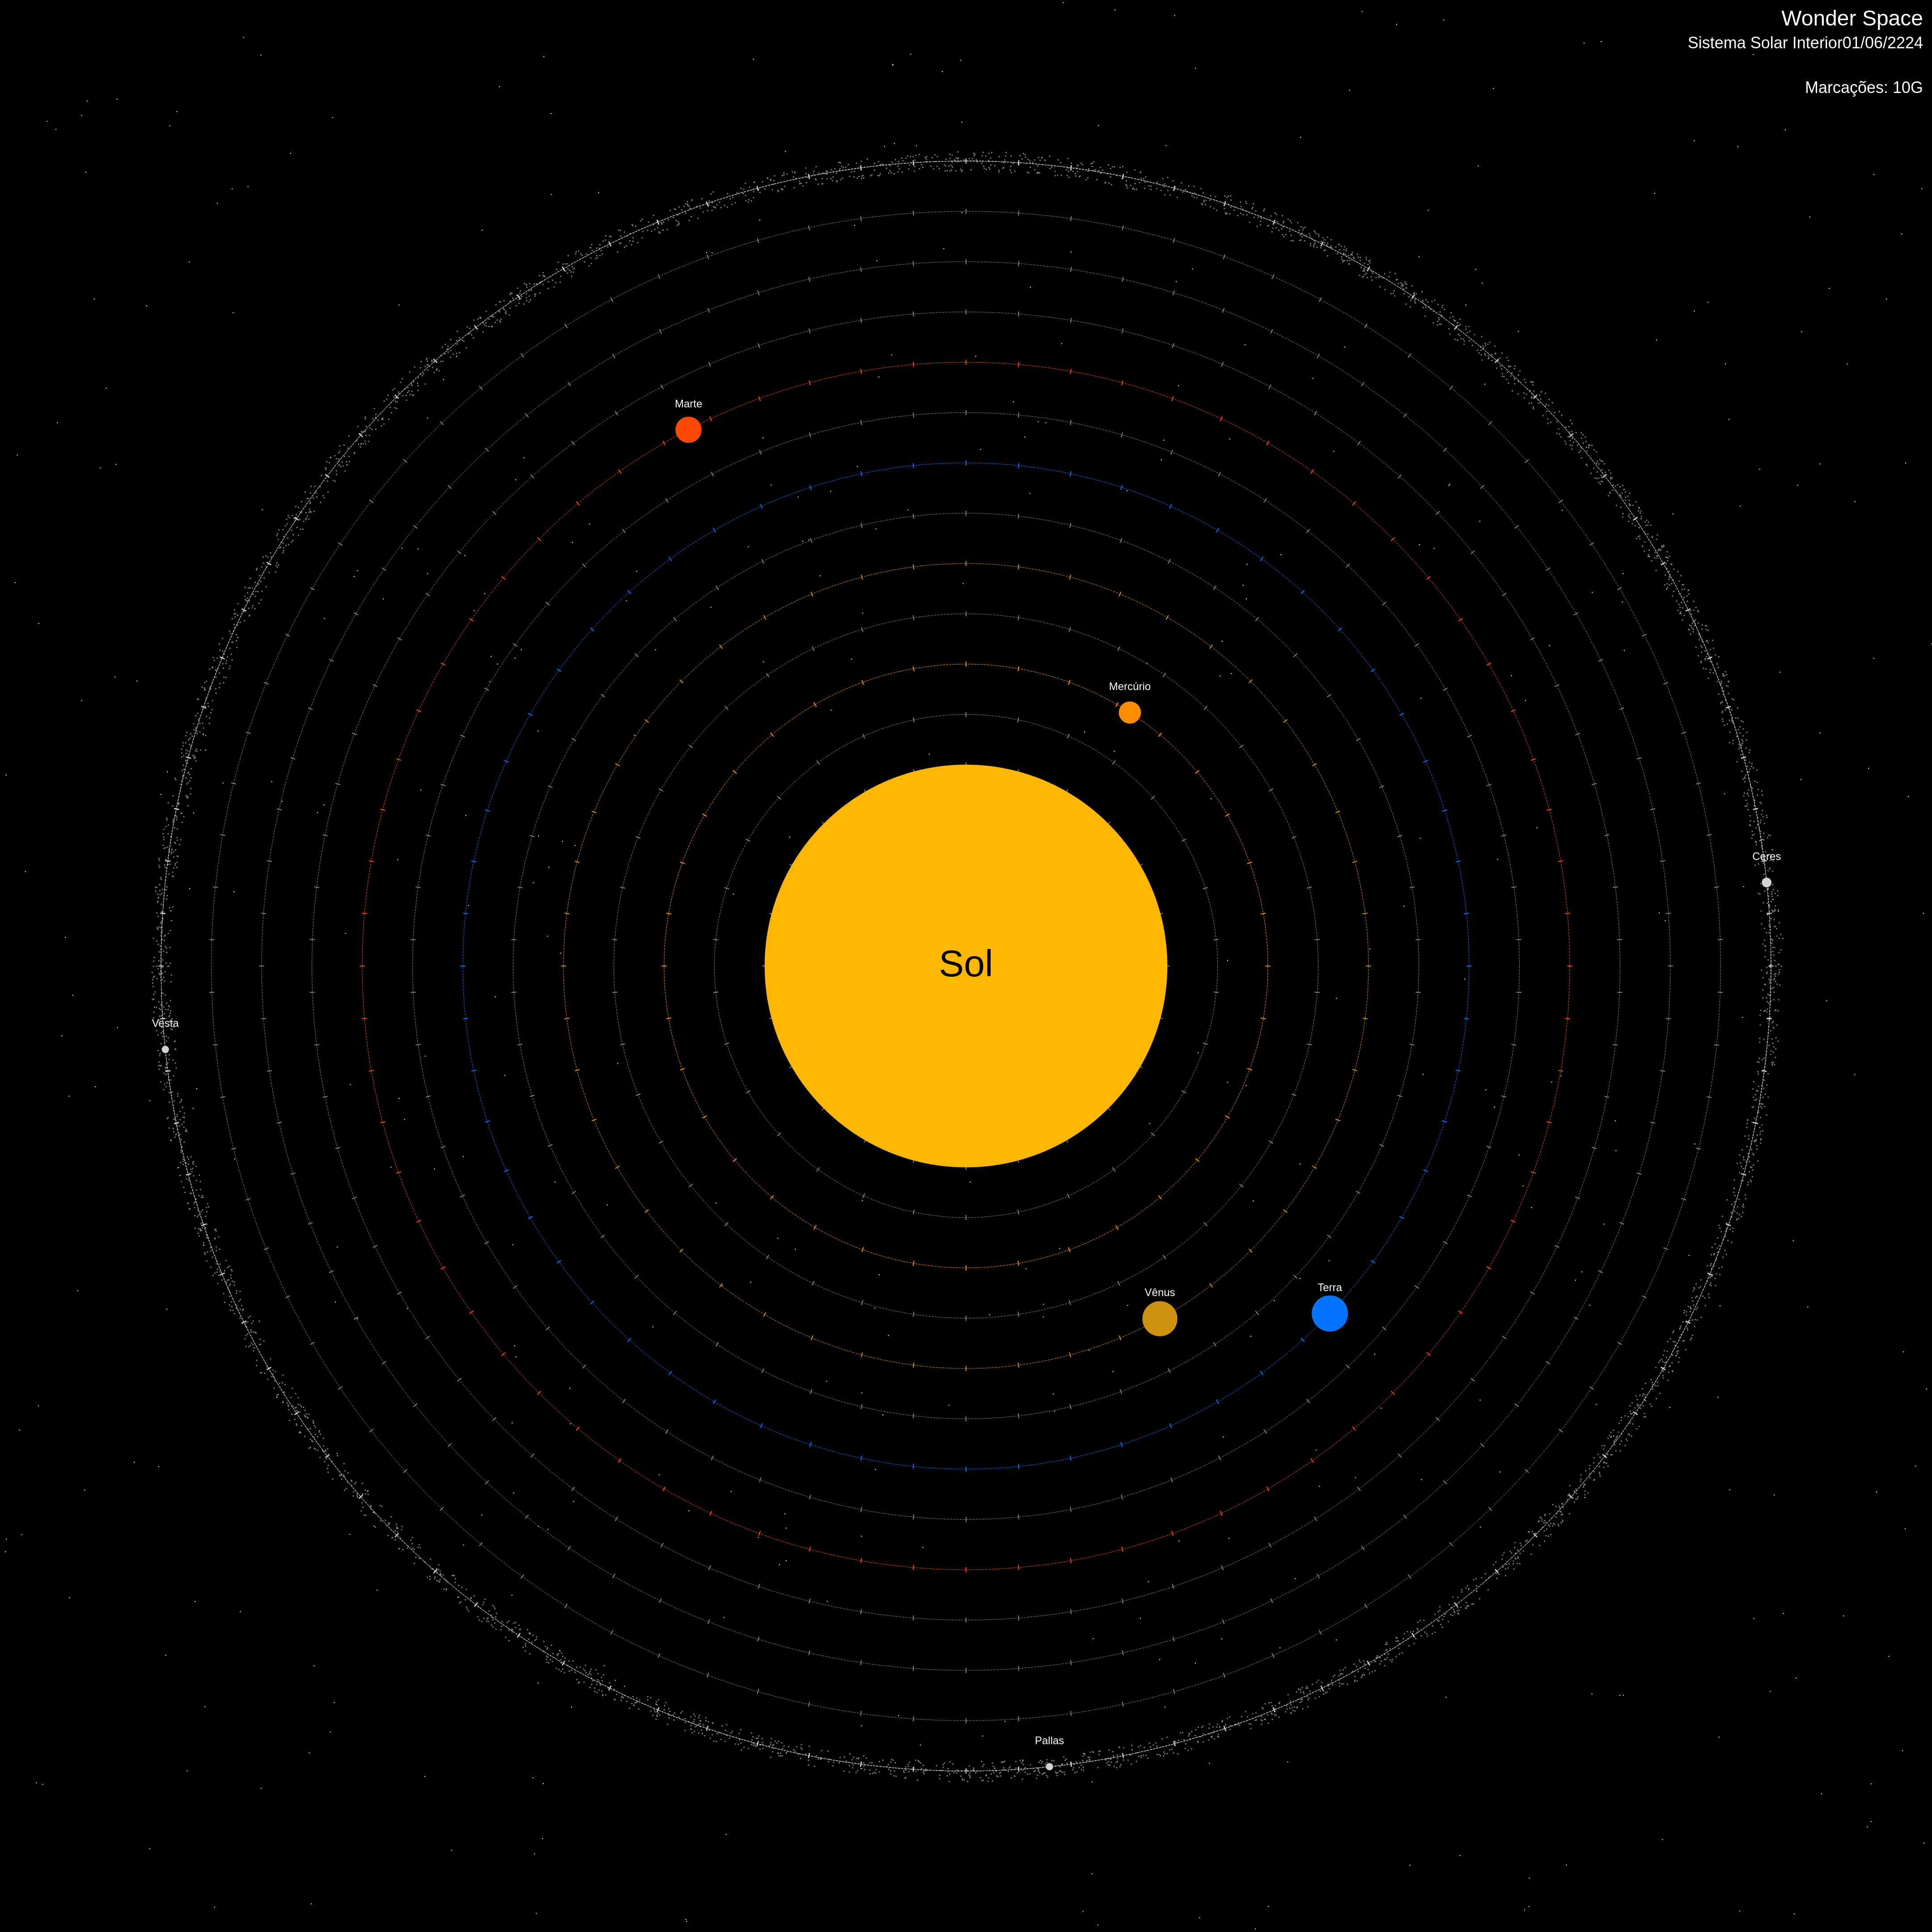 Wonder Space
Sistema Solar Interior01/06/2224
Marcações: 10G
Marte
Mercúrio
Ceres
Sol
Vesta
Terra
Vênus
Pallas